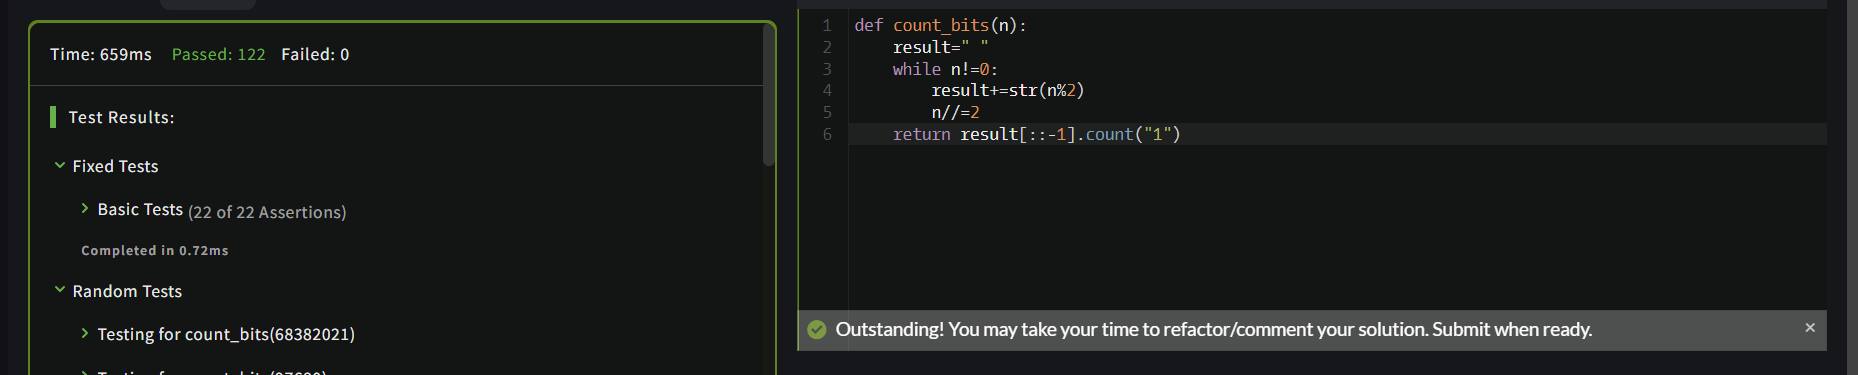 Time: 659ms Passed: 122 Failed: 0
Test Results:
Fixed Tests
Basic Tests (22 of 22 Assertions)
Completed in 0.72ms
Random Tests
Testing for count_bits(68382021)
1 def count_bits(n):
2     result=" "
3     while n!=0:
4         result+=str(n%2)
5         n//=2
6     return result[::-1].count("1")
Outstanding! You may take your time to refactor/comment your solution. Submit when ready. ×